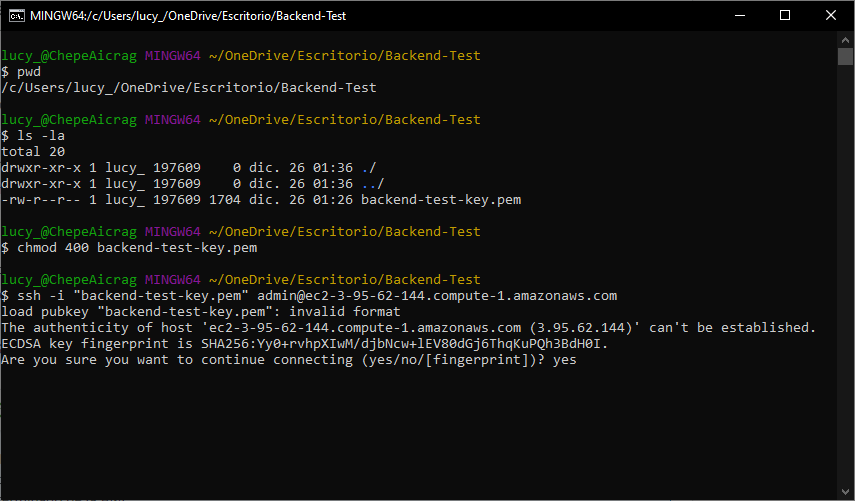 MINGW64:/c/Users/lucy_/OneDrive/Escritorio/Backend-Test
lucy_@ChepeAicrag MINGW64 ~/OneDrive/Escritorio/Backend-Test
$ pwd
/c/Users/lucy_/OneDrive/Escritorio/Backend-Test
lucy_@ChepeAicrag MINGW64 ~/OneDrive/Escritorio/Backend-Test
$ ls -la
total 20
drwxr-xr-x 1 lucy_ 197609    0 dic. 26 01:36 ./
drwxr-xr-x 1 lucy_ 197609    0 dic. 26 01:36 ../
-rw-r--r-- 1 lucy_ 197609 1704 dic. 26 01:26 backend-test-key.pem
lucy_@ChepeAicrag MINGW64 ~/OneDrive/Escritorio/Backend-Test
$ chmod 400 backend-test-key.pem
lucy_@ChepeAicrag MINGW64 ~/OneDrive/Escritorio/Backend-Test
$ ssh -i "backend-test-key.pem" admin@ec2-3-95-62-144.compute-1.amazonaws.com
load pubkey "backend-test-key.pem": invalid format
The authenticity of host 'ec2-3-95-62-144.compute-1.amazonaws.com (3.95.62.144)' can't be established.
ECDSA key fingerprint is SHA256:Yy0+rvhpXIwM/djbNcw+lEV80dGj6ThqKuPQh3BdH0I.
Are you sure you want to continue connecting (yes/no/[fingerprint])? yes